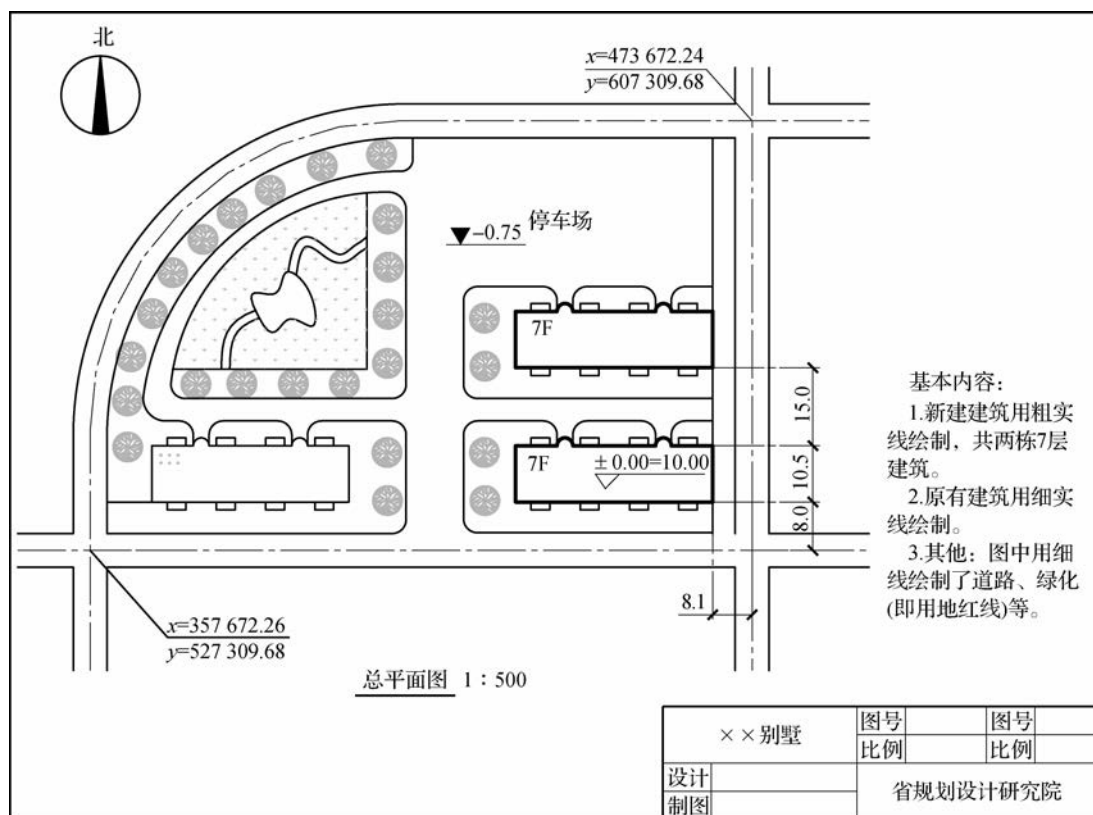 北
x=473 672.24
y=607 309.68
-0.75
停车场
7F
7F
±0.00=10.00
15.0
10.5
8.0
8.1
基本内容：
1.新建建筑用粗实
线绘制，共两栋7层
建筑。
2.原有建筑用细实
线绘制。
3.其他：图中用细
线绘制了道路、绿化
(即用地红线)等。
x=357 672.26
y=527 309.68
总平面图 1：500
××别墅
图号 图号
比例 比例
设计
制图
省规划设计研究院